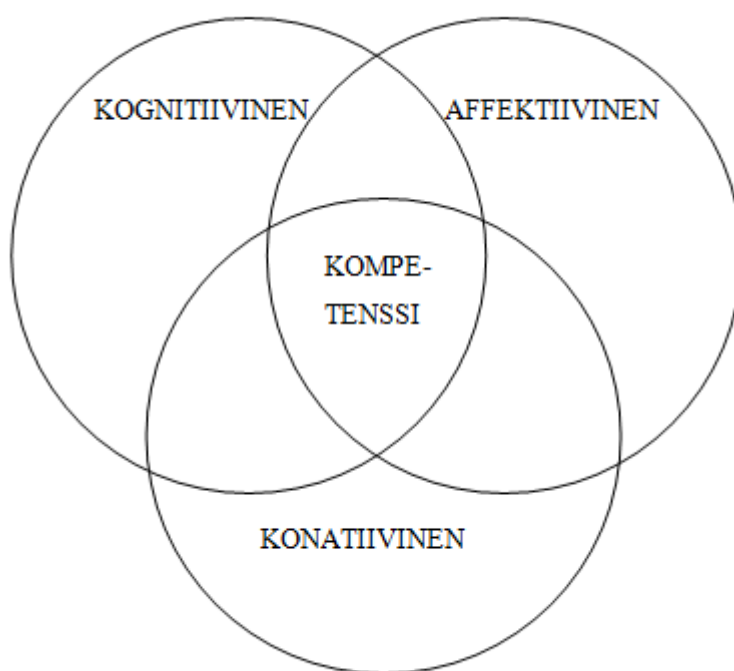 KOGNITIIVINEN
AFFEKTIIVINEN
KOMPE-
TENSSI
KONATIIVINEN